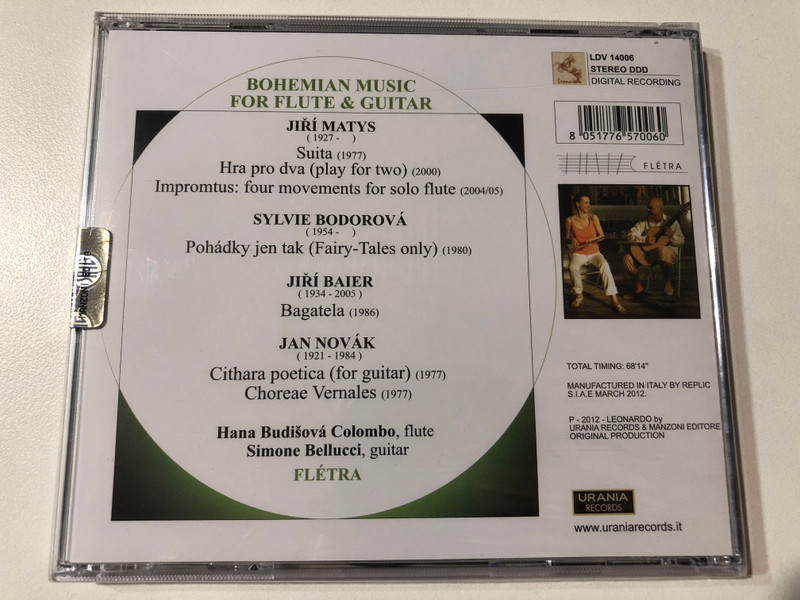 BOHEMIAN MUSIC
FOR FLUTE & GUITAR
JIŘÍ MATYS
( 1927 - )
Suita (1977)
Hra pro dva (play for two) (2000)
Impromtus: four movements for solo flute (2004/05)
SYLVIE BODOROVÁ
( 1954 - )
Pohádky jen tak (Fairy-Tales only) (1980)
JIŘÍ BAIER
( 1934 - 2005 )
Bagatela (1986)
JAN NOVÁK
( 1921 - 1984 )
Cithara poetica (for guitar) (1977)
Choreae Vernales (1977)
Hana Budišová Colombo, flute
Simone Bellucci, guitar
FLÉTRA
LDV 14006
STEREO DDD
DIGITAL RECORDING
8 051776 570060
FLÉTRA
TOTAL TIMING: 68'14"
MANUFACTURED IN ITALY BY REPLIC
S.I.A.E MARCH 2012.
P - 2012 - LEONARDO by
URANIA RECORDS & MANZONI EDITORE
ORIGINAL PRODUCTION
URANIA
RECORDS
www.uraniarecords.it